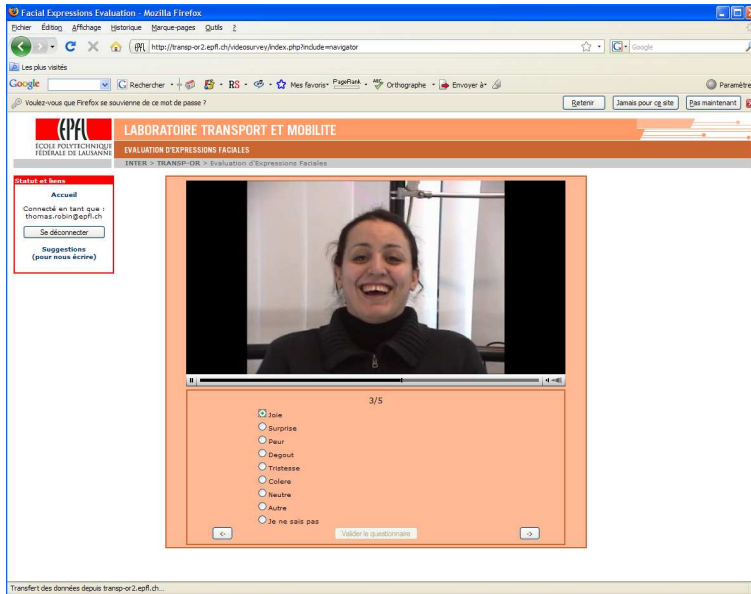 Facial Expressions Evaluation - Mozilla Firefox
Fichier Édition Affichage Historique Marque-pages Outils ?
http://transp-or2.epfl.ch/videosurvey/index.php?include=navigator
Google
Les plus visités
Google Rechercher RS Mes favoris PageRank Orthographe Envoyer à Paramètre
Voulez-vous que Firefox se souvienne de ce mot de passe ? Retenir Jamais pour ce site Pas maintenant
EPFL
ÉCOLE POLYTECHNIQUE
FÉDÉRALE DE LAUSANNE
LABORATOIRE TRANSPORT ET MOBILITE
EVALUATION D'EXPRESSIONS FACIALES
INTER > TRANSP-OR > Evaluation d'Expressions Faciales
Statut et liens
Accueil
Connecté en tant que :
thomas.robin@epfl.ch
Se déconnecter
Suggestions
(pour nous écrire)
3/5
Joie
Surprise
Peur
Degout
Tristesse
Colere
Neutre
Autre
Je ne sais pas
<- Valider le questionnaire ->
Transfert des données depuis transp-or2.epfl.ch...